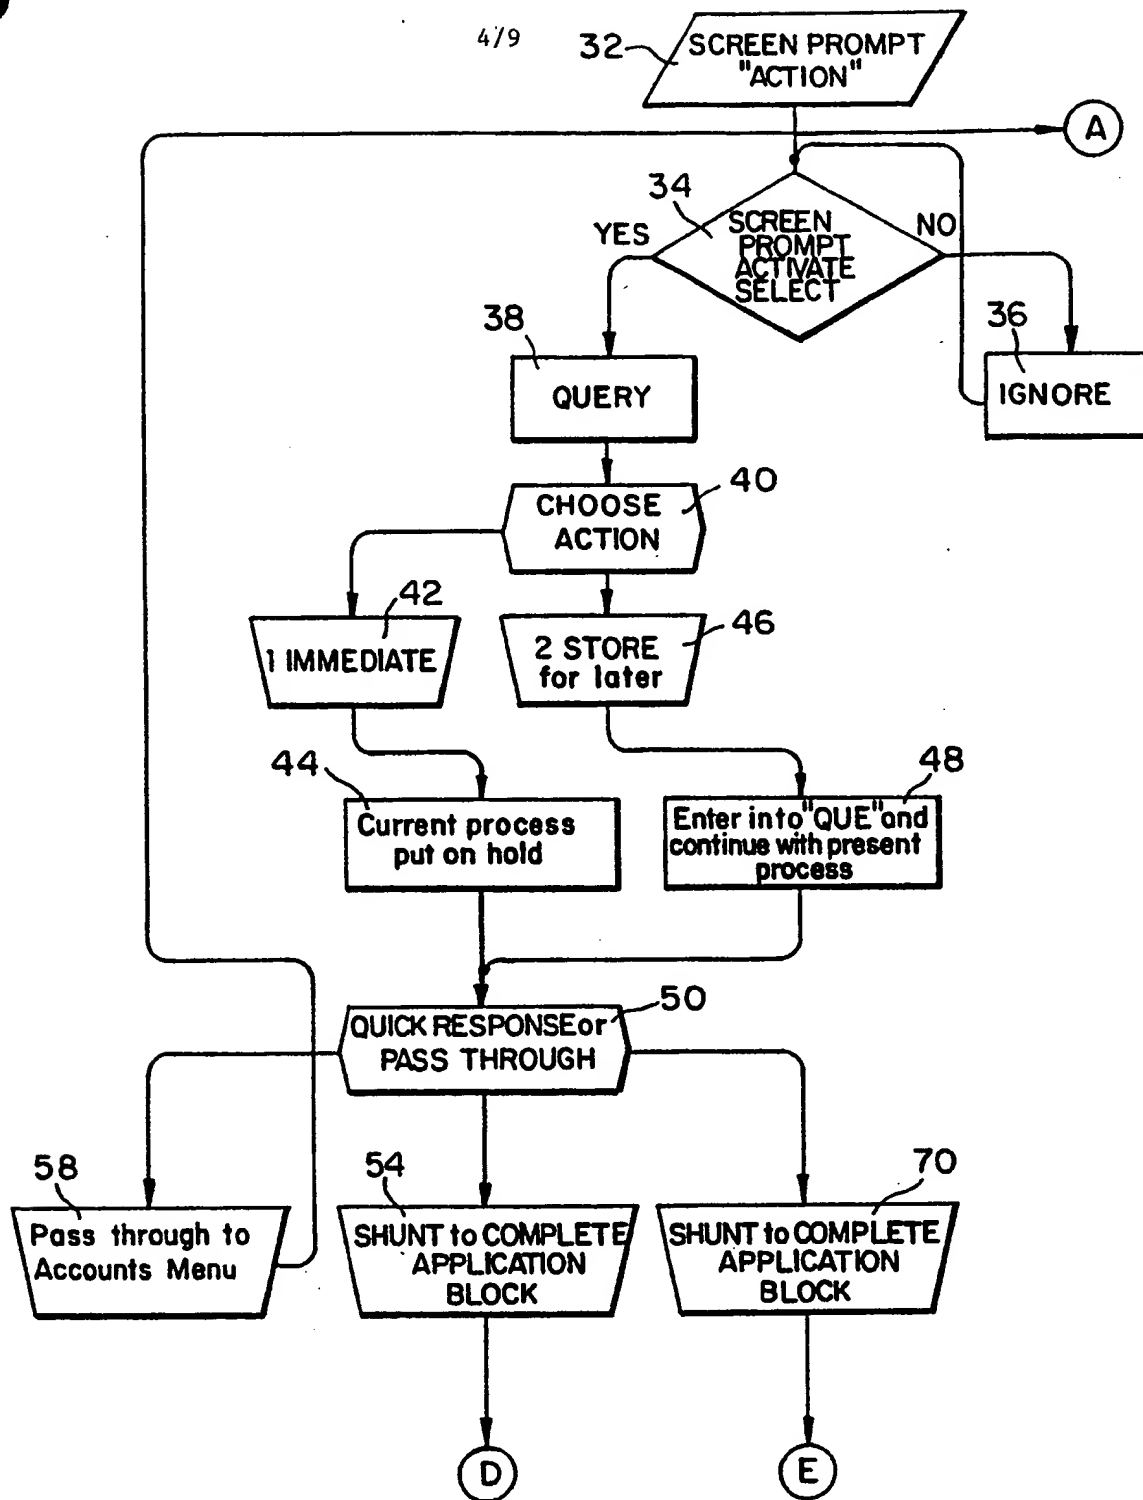 4/9
32
SCREEN PROMPT
"ACTION"
A
34
YES
SCREEN
PROMPT
ACTIVATE
SELECT
NO
38
36
QUERY
IGNORE
40
CHOOSE
ACTION
42
46
1 IMMEDIATE
2 STORE
for later
44
48
Current process
put on hold
Enter into "QUE" and
continue with present
process
50
QUICK RESPONSE or
PASS THROUGH
58
54
70
Pass through to
Accounts Menu
SHUNT to COMPLETE
APPLICATION
BLOCK
SHUNT to COMPLETE
APPLICATION
BLOCK
D
E